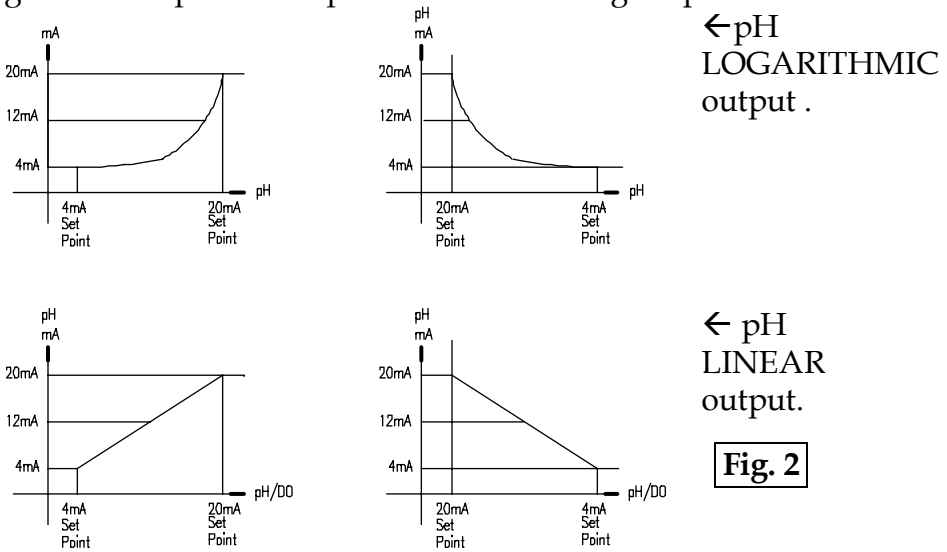 mA
20mA
12mA
4mA
pH
4mA
Set
Point
20mA
Set
Point
pH
mA
20mA
12mA
4mA
pH
20mA
Set
Point
4mA
Set
Point
←pH
LOGARITHMIC
output .
pH
mA
20mA
12mA
4mA
pH/DO
4mA
Set
Point
20mA
Set
Point
pH
mA
20mA
12mA
4mA
pH/DO
20mA
Set
Point
4mA
Set
Point
← pH
LINEAR
output.
Fig. 2